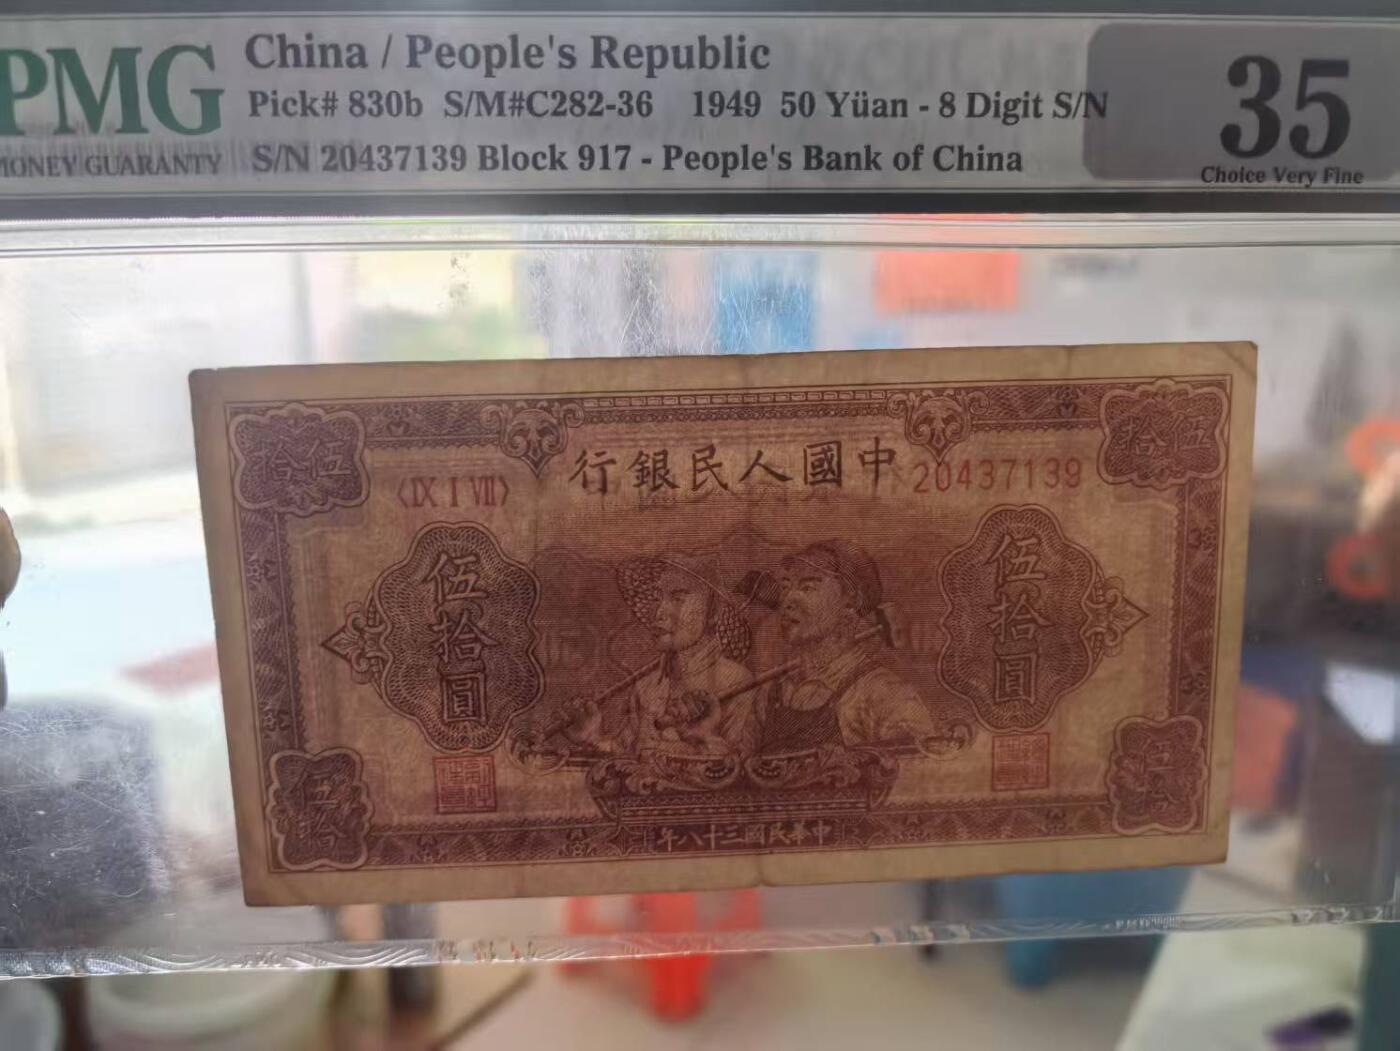 PMG
China / People's Republic
Pick# 830b S/M#C282-36 1949 50 Yüan - 8 Digit S/N
MONEY GUARANTY
S/N 20437139 Block 917 - People's Bank of China
35
Choice Very Fine
拾伍
行銀民人國中
拾伍
〈IX I VII〉
20437139
伍拾圓
伍拾圓
伍拾
年八十三國民華中
伍拾